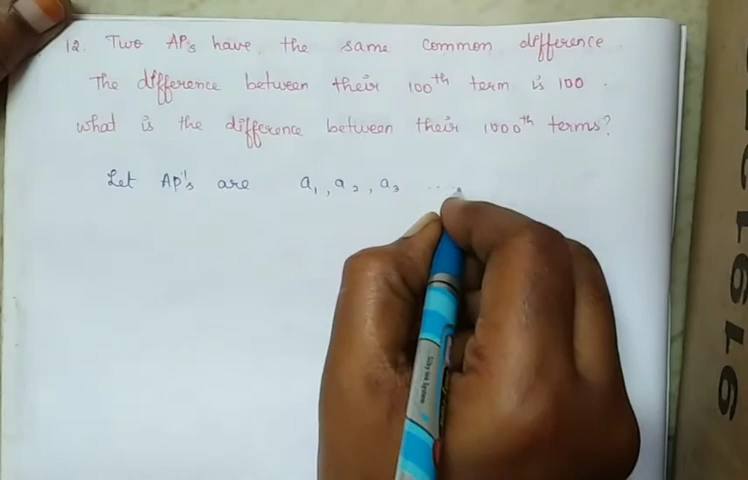 12. Two APs have the same common difference.
The difference between their 100th term is 100.
what is the difference between their 1000th terms?
Let AP's are a1, a2, a3 ....